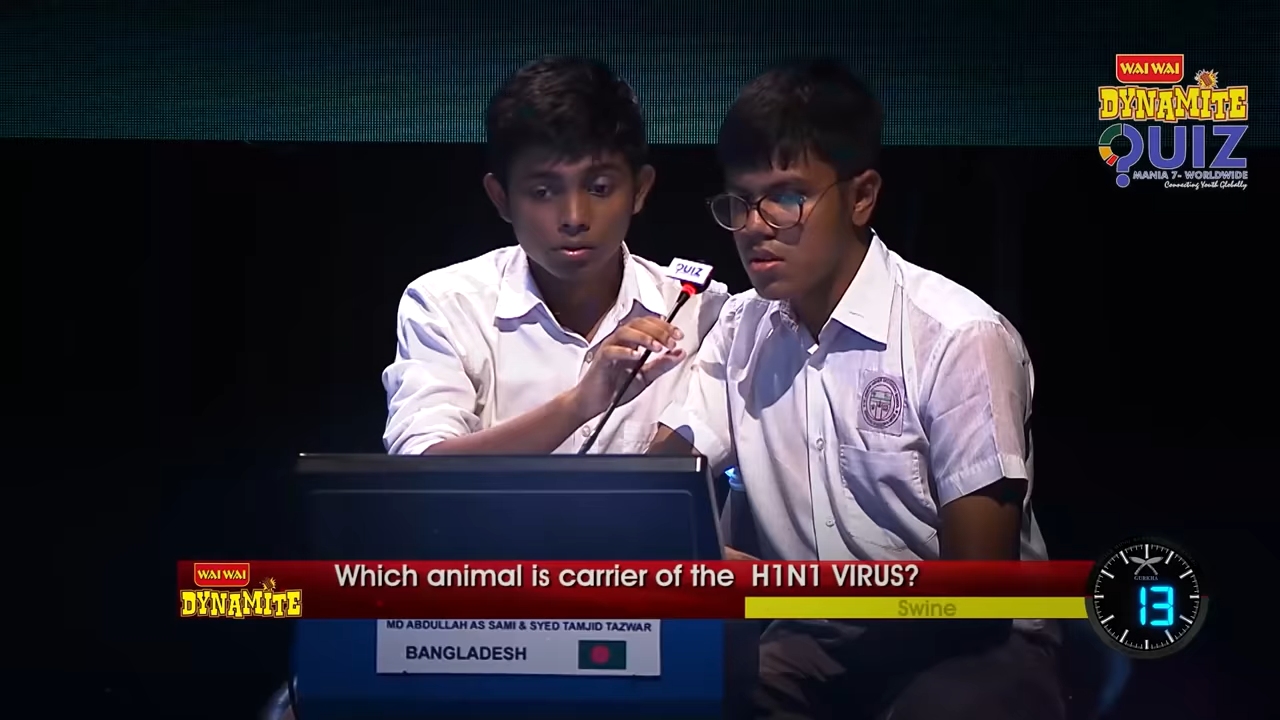 WAI WAI
DYNAMITE
QUIZ
MANIA 7- WORLDWIDE
Connecting Youth Globally
QUIZ
WAI WAI
DYNAMITE
Which animal is carrier of the H1N1 VIRUS?
Swine
GURKHA
13
MD ABDULLAH AS SAMI & SYED TAMJID TAZWAR
BANGLADESH